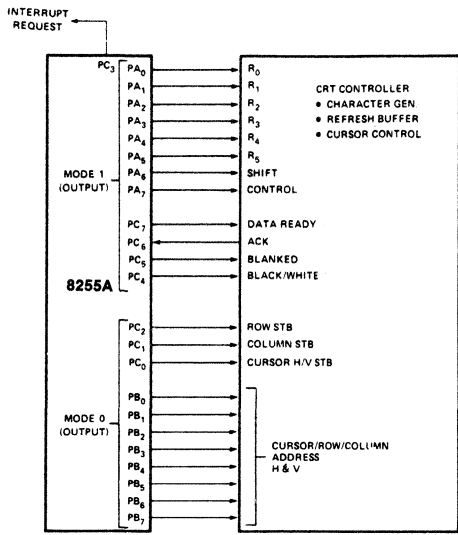 INTERRUPT
REQUEST
PC3
PA0 R0
PA1 R1
PA2 R2
PA3 R3
PA4 R4
PA5 R5
PA6 SHIFT
PA7 CONTROL
PC7 DATA READY
PC6 ACK
PC5 BLANKED
PC4 BLACK/WHITE
MODE 1
(OUTPUT)
8255A
CRT CONTROLLER
• CHARACTER GEN.
• REFRESH BUFFER
• CURSOR CONTROL
PC2 ROW STB
PC1 COLUMN STB
PC0 CURSOR H/V STB
MODE 0
(OUTPUT)
PB0
PB1
PB2
PB3
PB4
PB5
PB6
PB7
CURSOR/ROW/COLUMN
ADDRESS
H & V